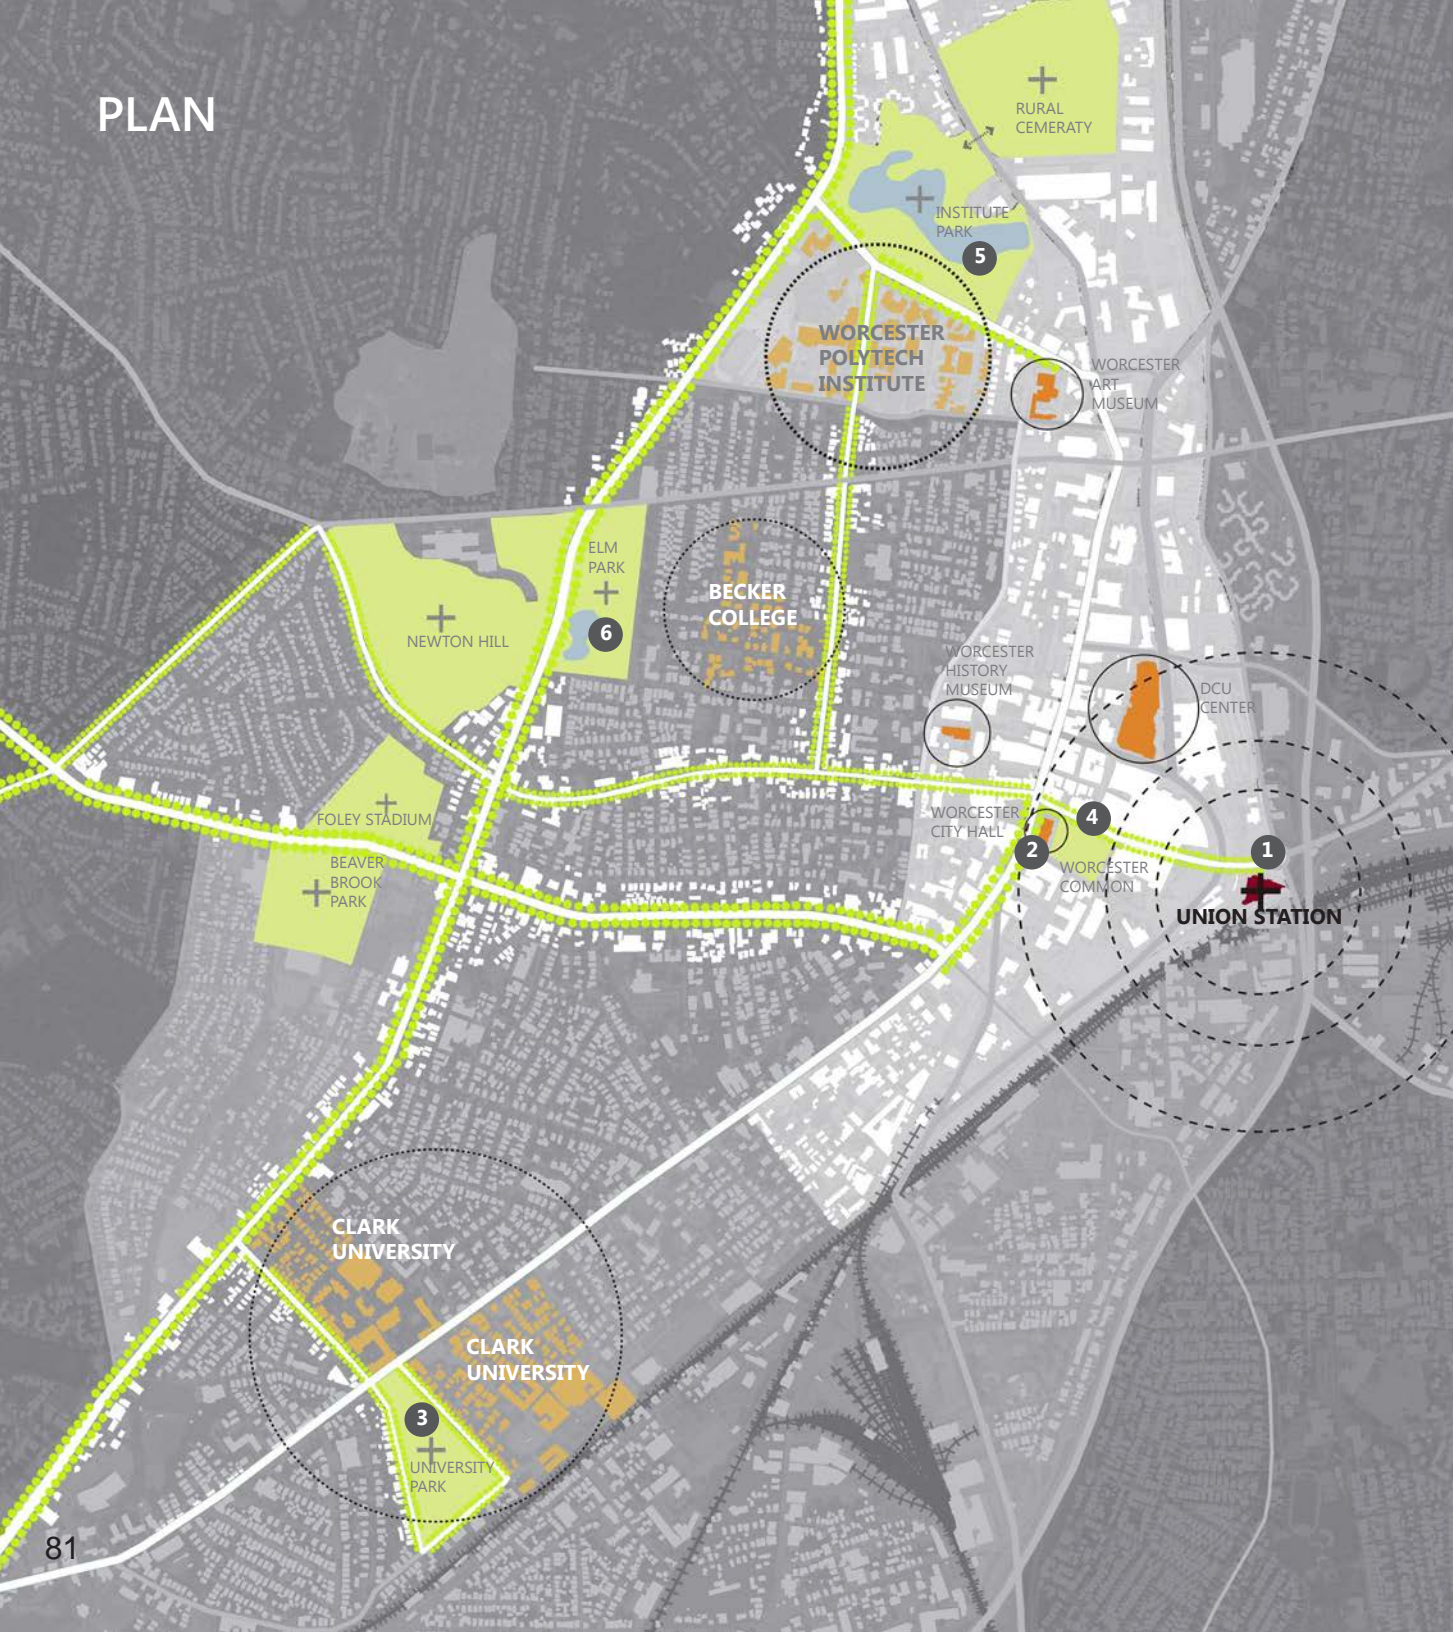 PLAN
RURAL
CEMERATY
INSTITUTE
PARK
5
WORCESTER
POLYTECH
INSTITUTE
WORCESTER
ART
MUSEUM
ELM
PARK
6
NEWTON HILL
BECKER
COLLEGE
WORCESTER
HISTORY
MUSEUM
DCU
CENTER
FOLEY STADIUM
BEAVER
BROOK
PARK
WORCESTER
CITY HALL
4
2
WORCESTER
COMMON
1
UNION STATION
CLARK
UNIVERSITY
CLARK
UNIVERSITY
3
UNIVERSITY
PARK
81